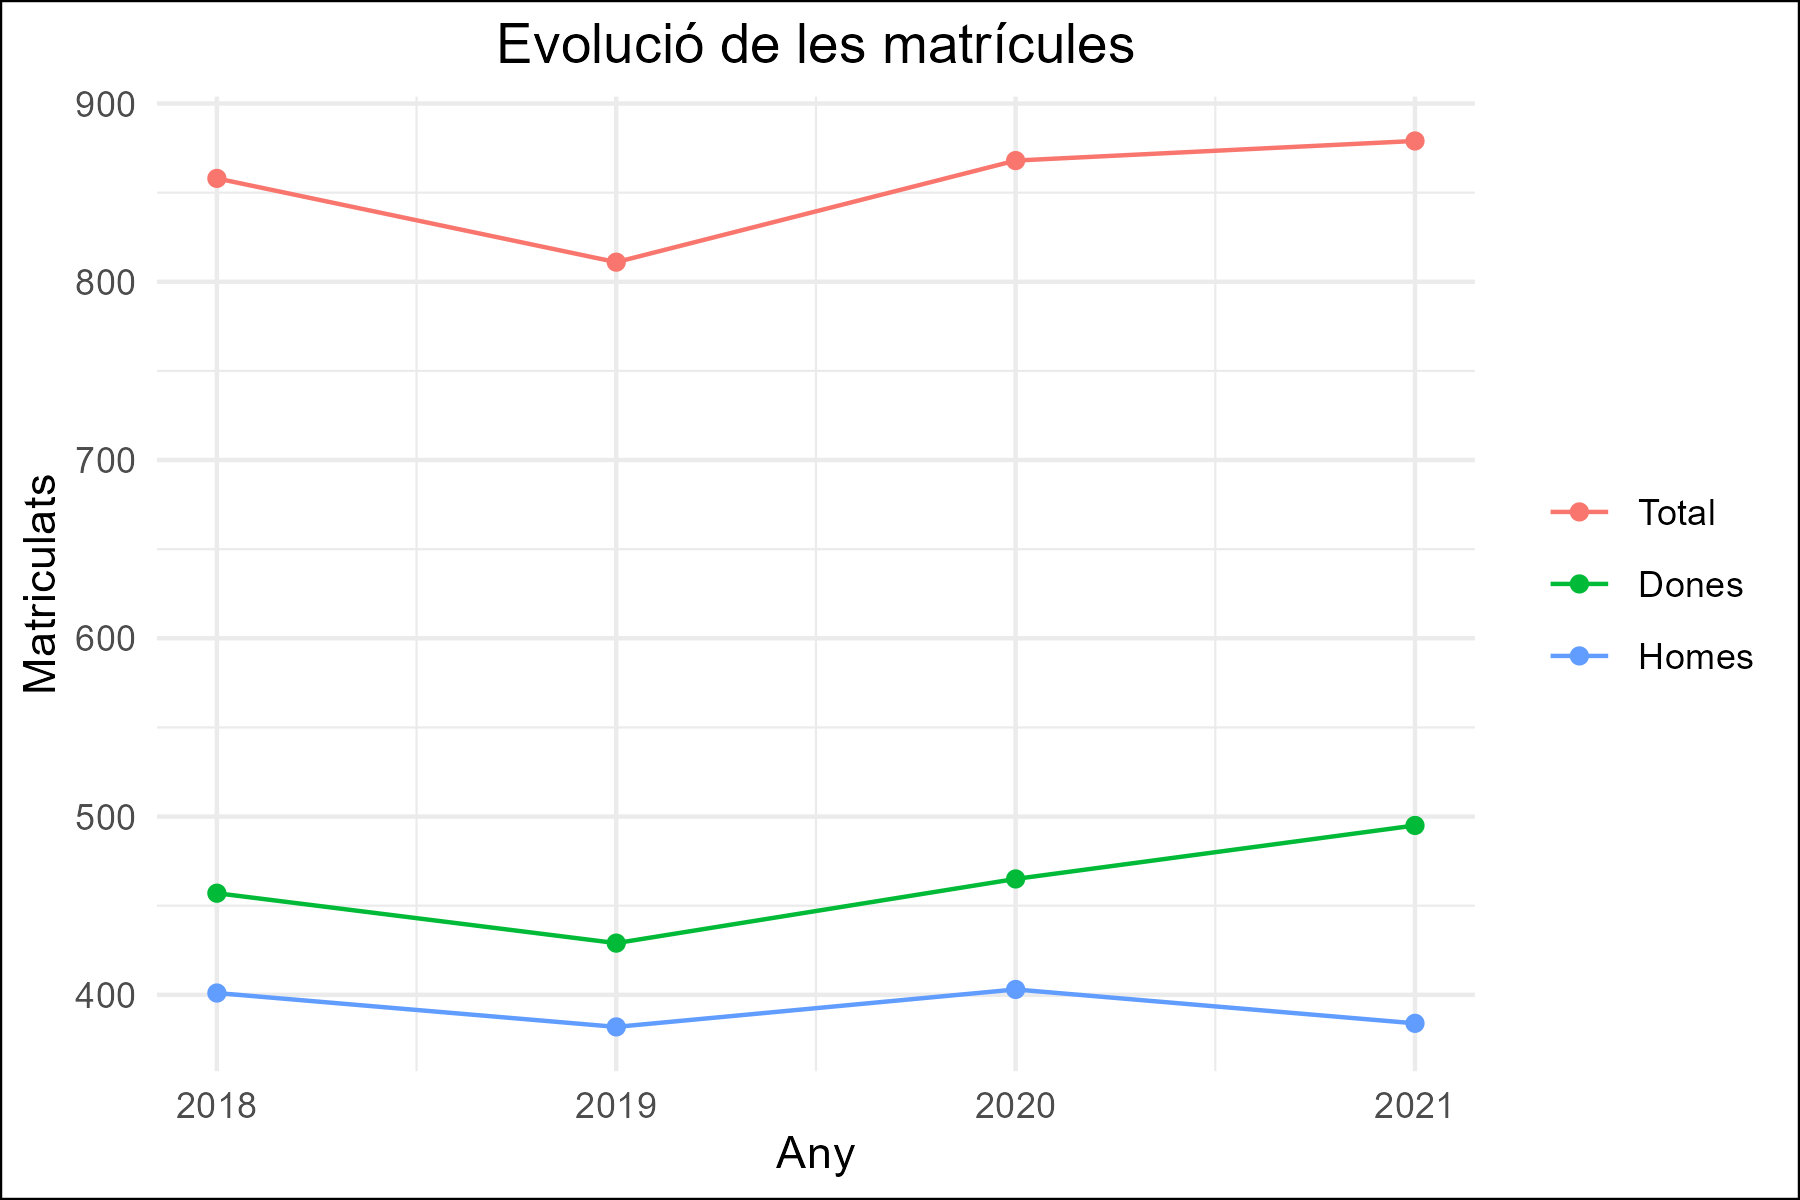 Evolució de les matrícules
900
800
700
600
500
400
Matriculats
2018 2019 2020 2021
Any
Total
Dones
Homes